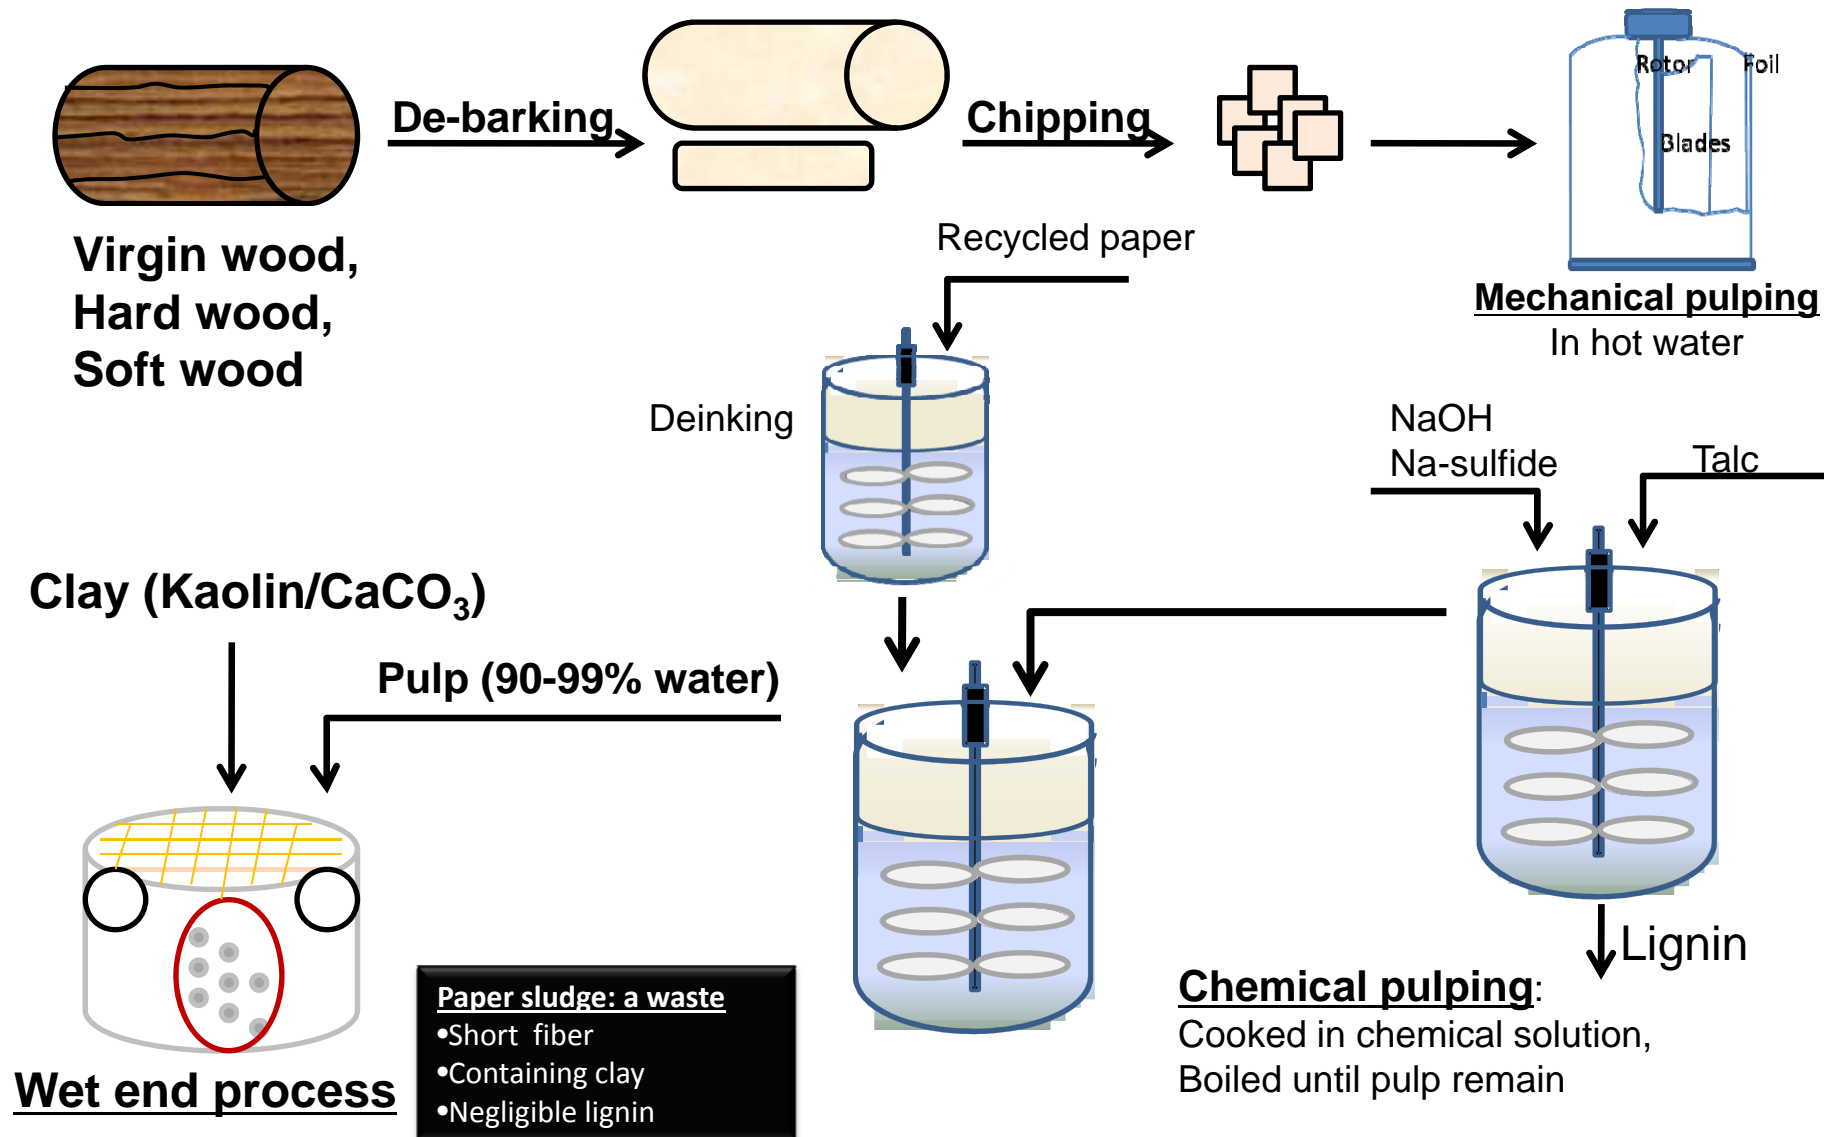 De-barking
Chipping
Rotor
Foil
Blades
Virgin wood,
Hard wood,
Soft wood
Recycled paper
Mechanical pulping
In hot water
Deinking
NaOH
Na-sulfide
Talc
Clay (Kaolin/CaCO₃)
Pulp (90-99% water)
Lignin
Paper sludge: a waste
•Short fiber
•Containing clay
•Negligible lignin
Chemical pulping:
Cooked in chemical solution,
Boiled until pulp remain
Wet end process